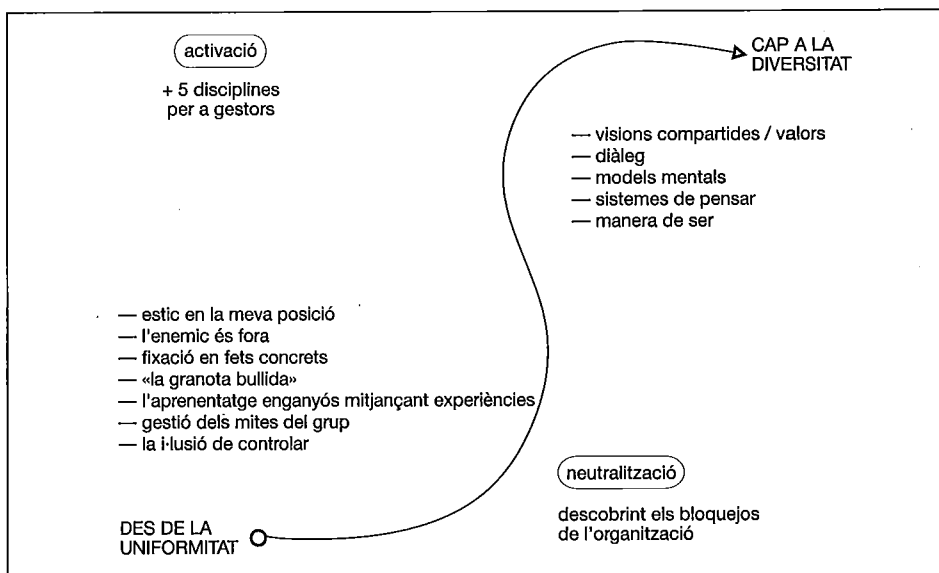 activació
+ 5 disciplines
per a gestors
CAP A LA
DIVERSITAT
— visions compartides / valors
— diàleg
— models mentals
— sistemes de pensar
— manera de ser
— estic en la meva posició
— l'enemic és fora
— fixació en fets concrets
— «la granota bullida»
— l'aprenentatge enganyós mitjançant experiències
— gestió dels mites del grup
— la i·lusió de controlar
neutralització
descobrint els bloquejos
de l'organització
DES DE LA
UNIFORMITAT